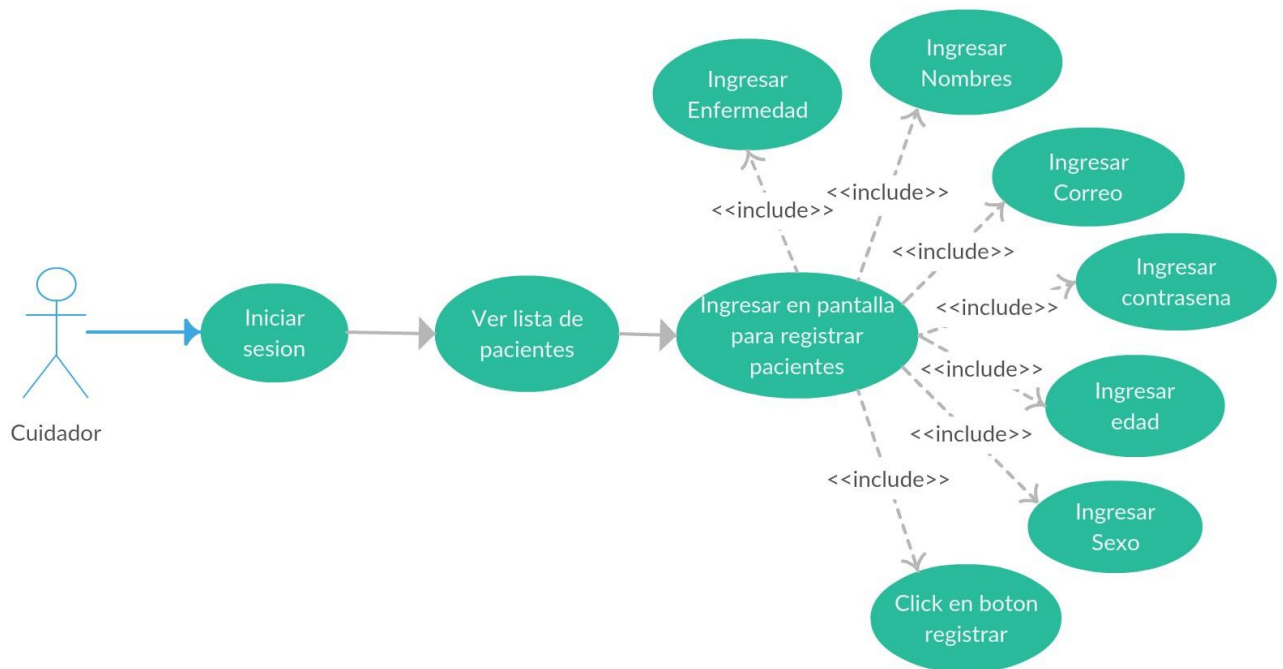 Ingresar
Enfermedad
Ingresar
Nombres
Ingresar
Correo
<<include>>
<<include>>
<<include>>
Ingresar
contrasena
<<include>>
Iniciar
sesion
Ver lista de
pacientes
Ingresar en pantalla
para registrar
pacientes
<<include>>
Ingresar
edad
Cuidador
<<include>>
<<include>>
Ingresar
Sexo
Click en boton
registrar